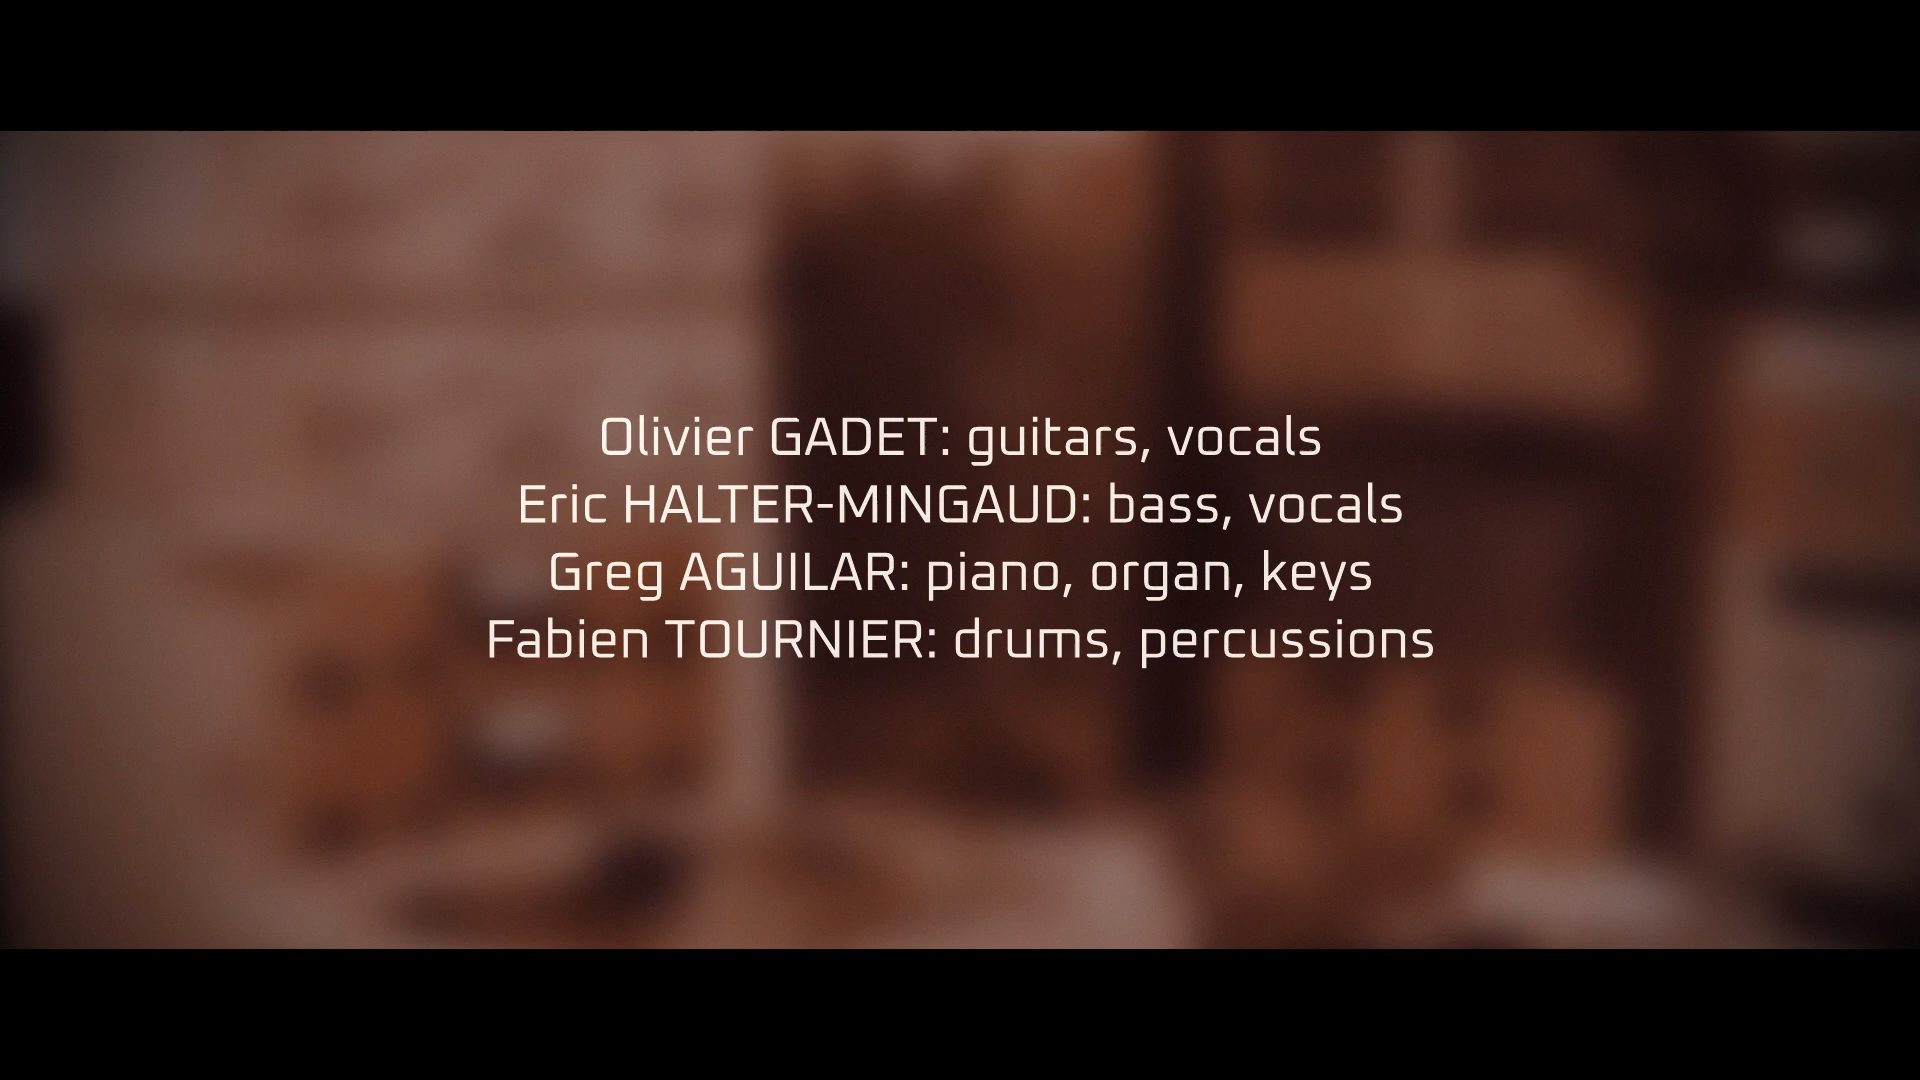 Olivier GADET: guitars, vocals
Eric HALTER-MINGAUD: bass, vocals
Greg AGUILAR: piano, organ, keys
Fabien TOURNIER: drums, percussions